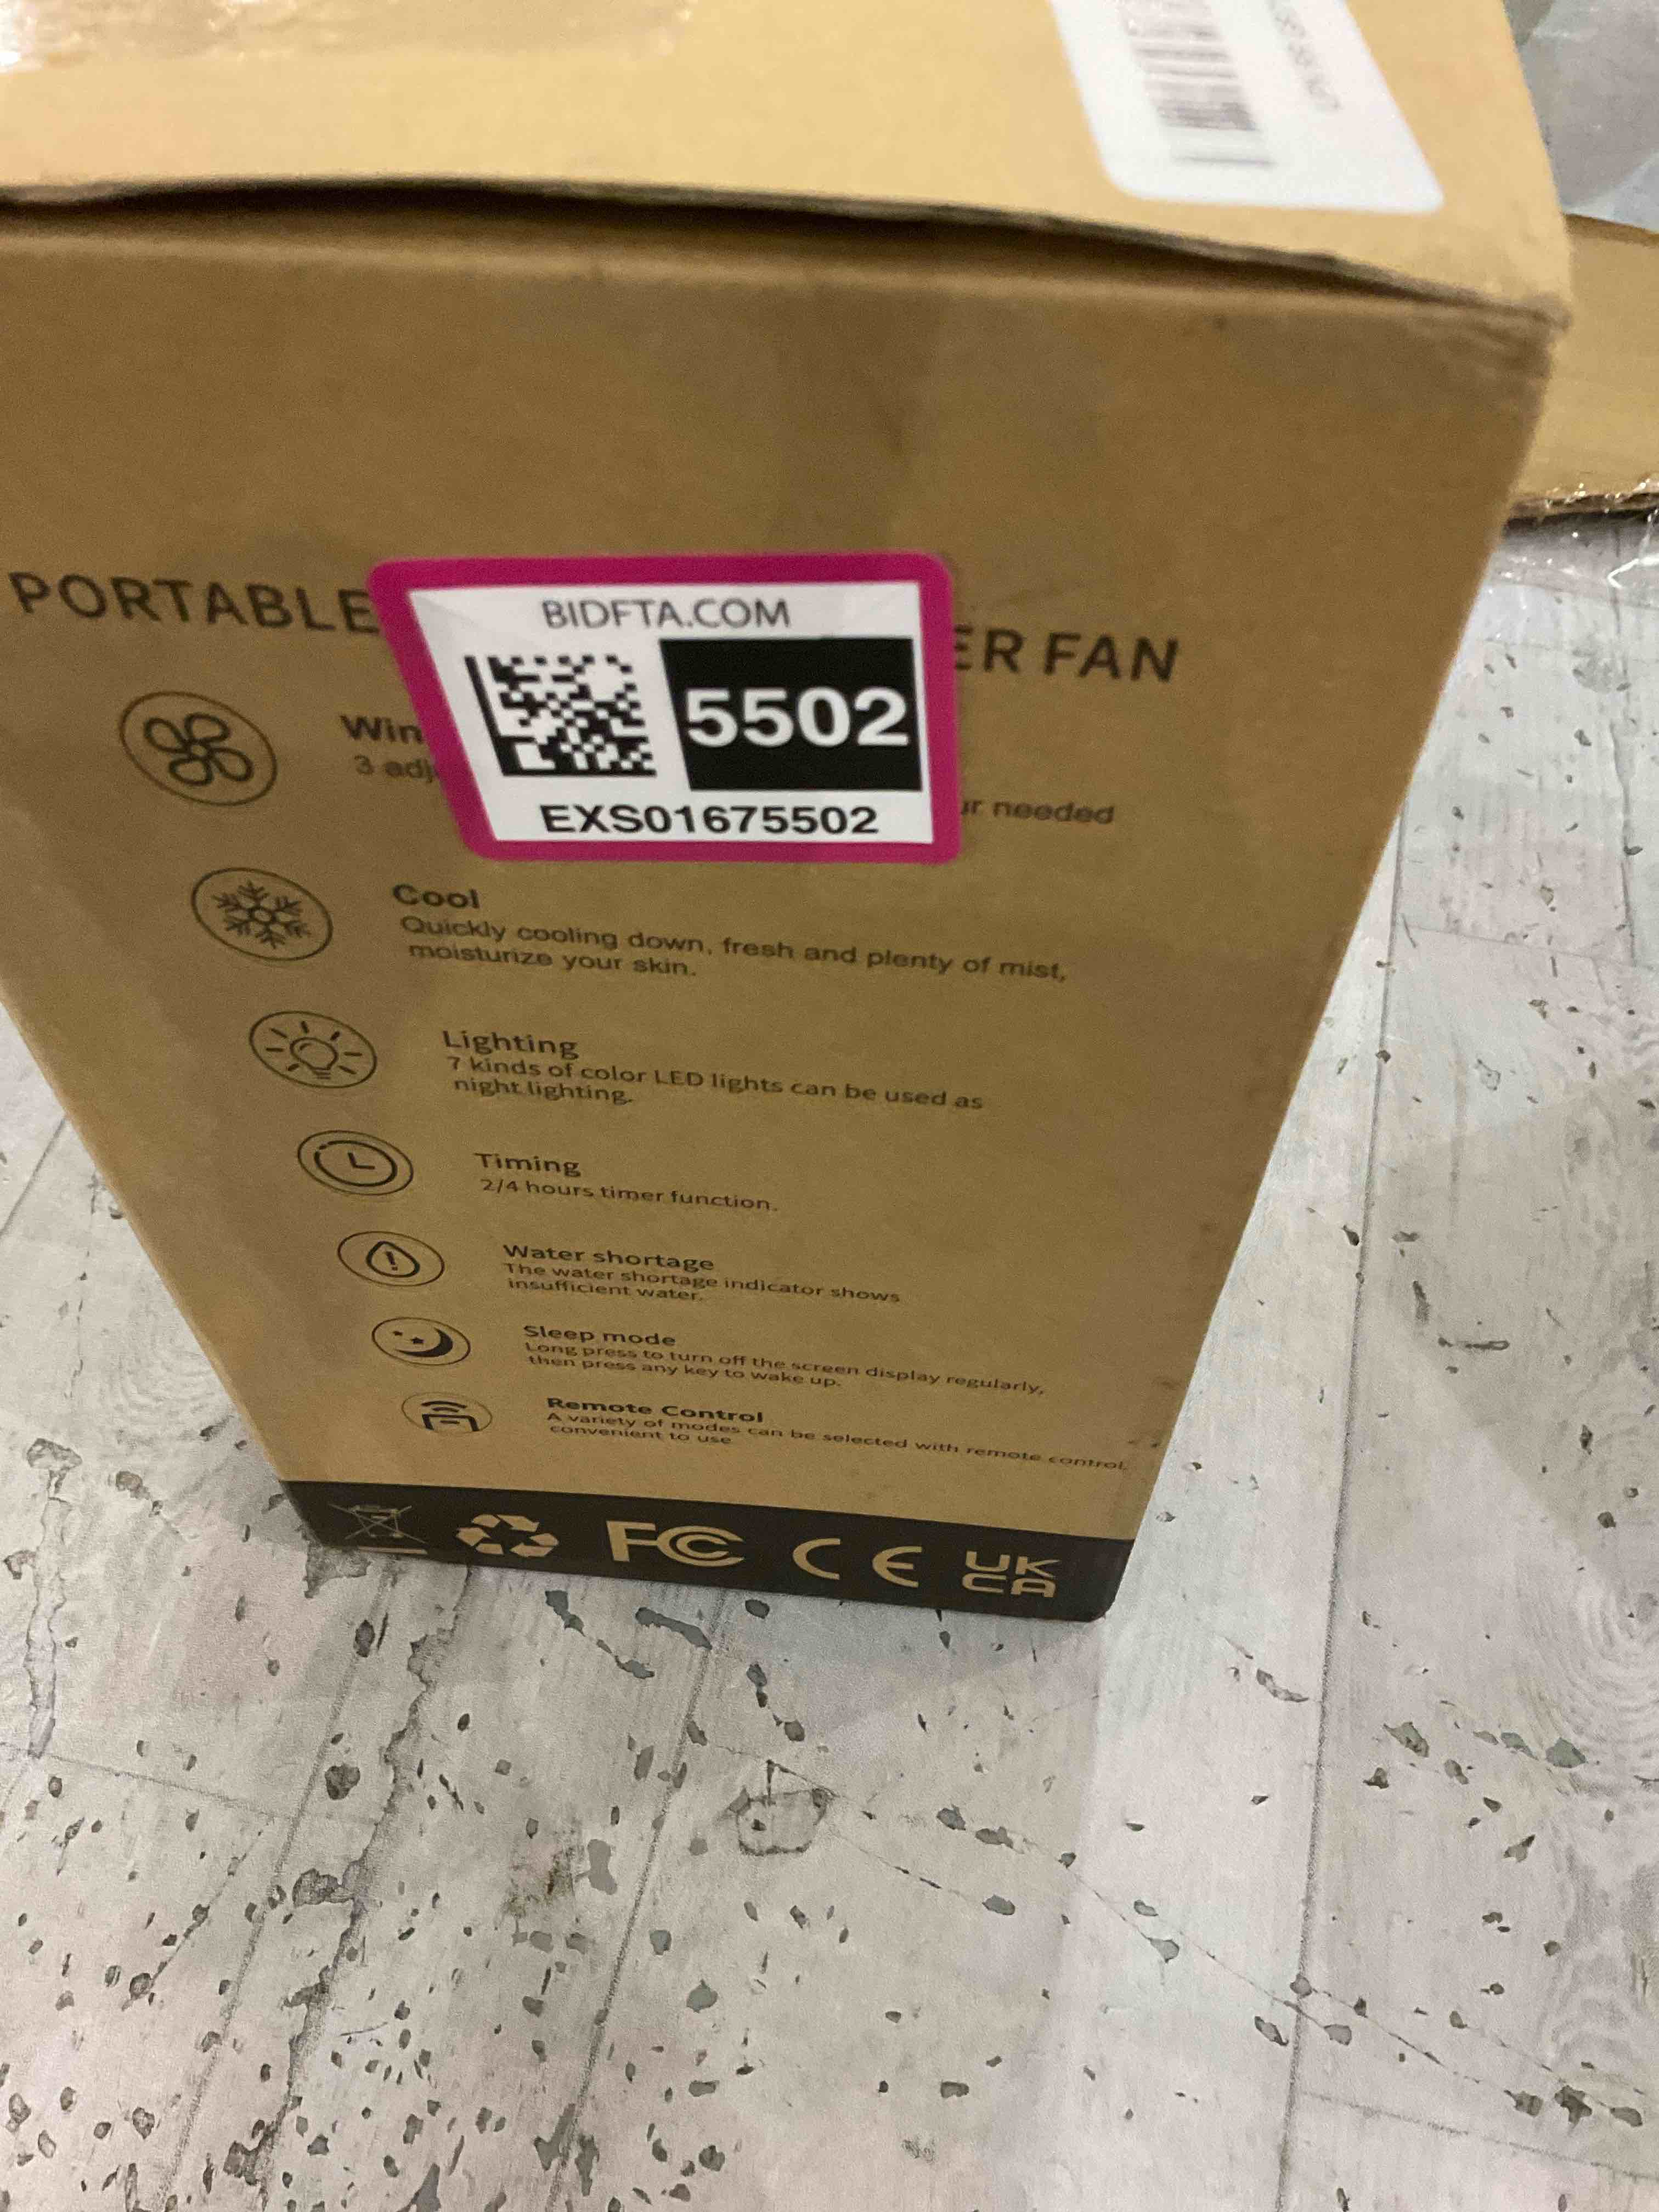 PORTABLE
ER FAN
BIDFTA.COM
5502
EXS01675502
Win
3 adj
ur needed
Cool
Quickly cooling down, fresh and plenty of mist,
moisturize your skin.
Lighting
7 kinds of color LED lights can be used as
night lighting.
Timing
2/4 hours timer function.
Water shortage
The water shortage indicator shows
insufficient water.
Sleep mode
Long press to turn off the screen display regularly,
then press any key to wake up.
Remote Control
A variety of modes can be selected with remote control,
convenient to use
FC CE UK
CA